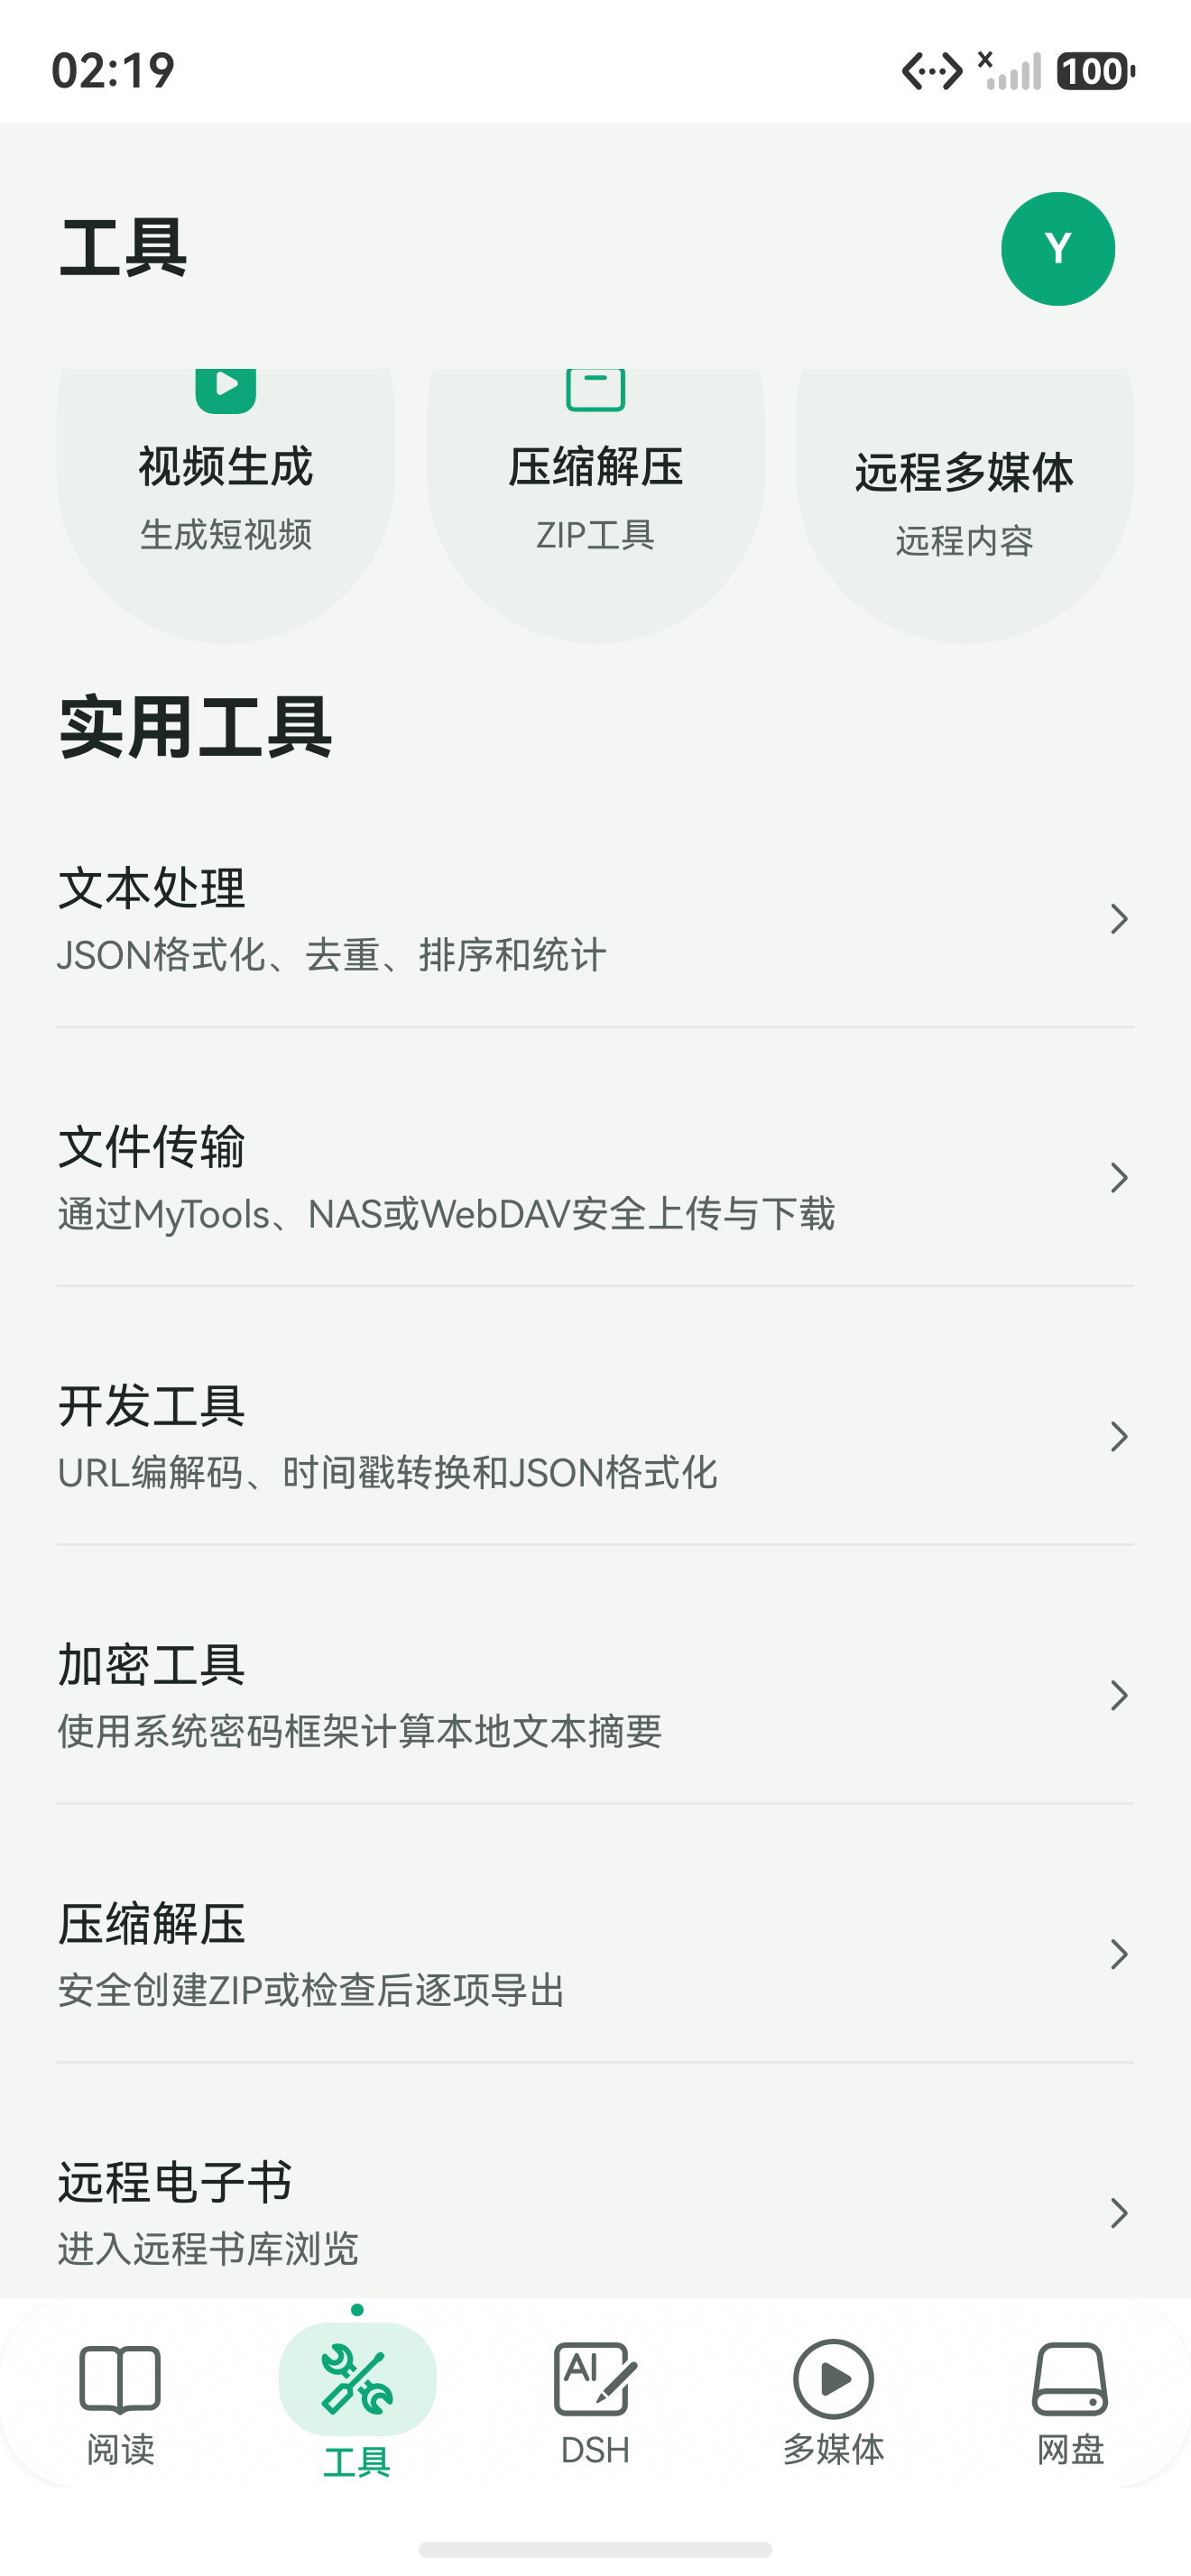 02:19
100
工具
Y
视频生成
生成短视频
压缩解压
ZIP工具
远程多媒体
远程内容
实用工具
文本处理
JSON格式化、去重、排序和统计
文件传输
通过MyTools、NAS或WebDAV安全上传与下载
开发工具
URL编解码、时间戳转换和JSON格式化
加密工具
使用系统密码框架计算本地文本摘要
压缩解压
安全创建ZIP或检查后逐项导出
远程电子书
进入远程书库浏览
阅读
工具
AI
DSH
多媒体
网盘